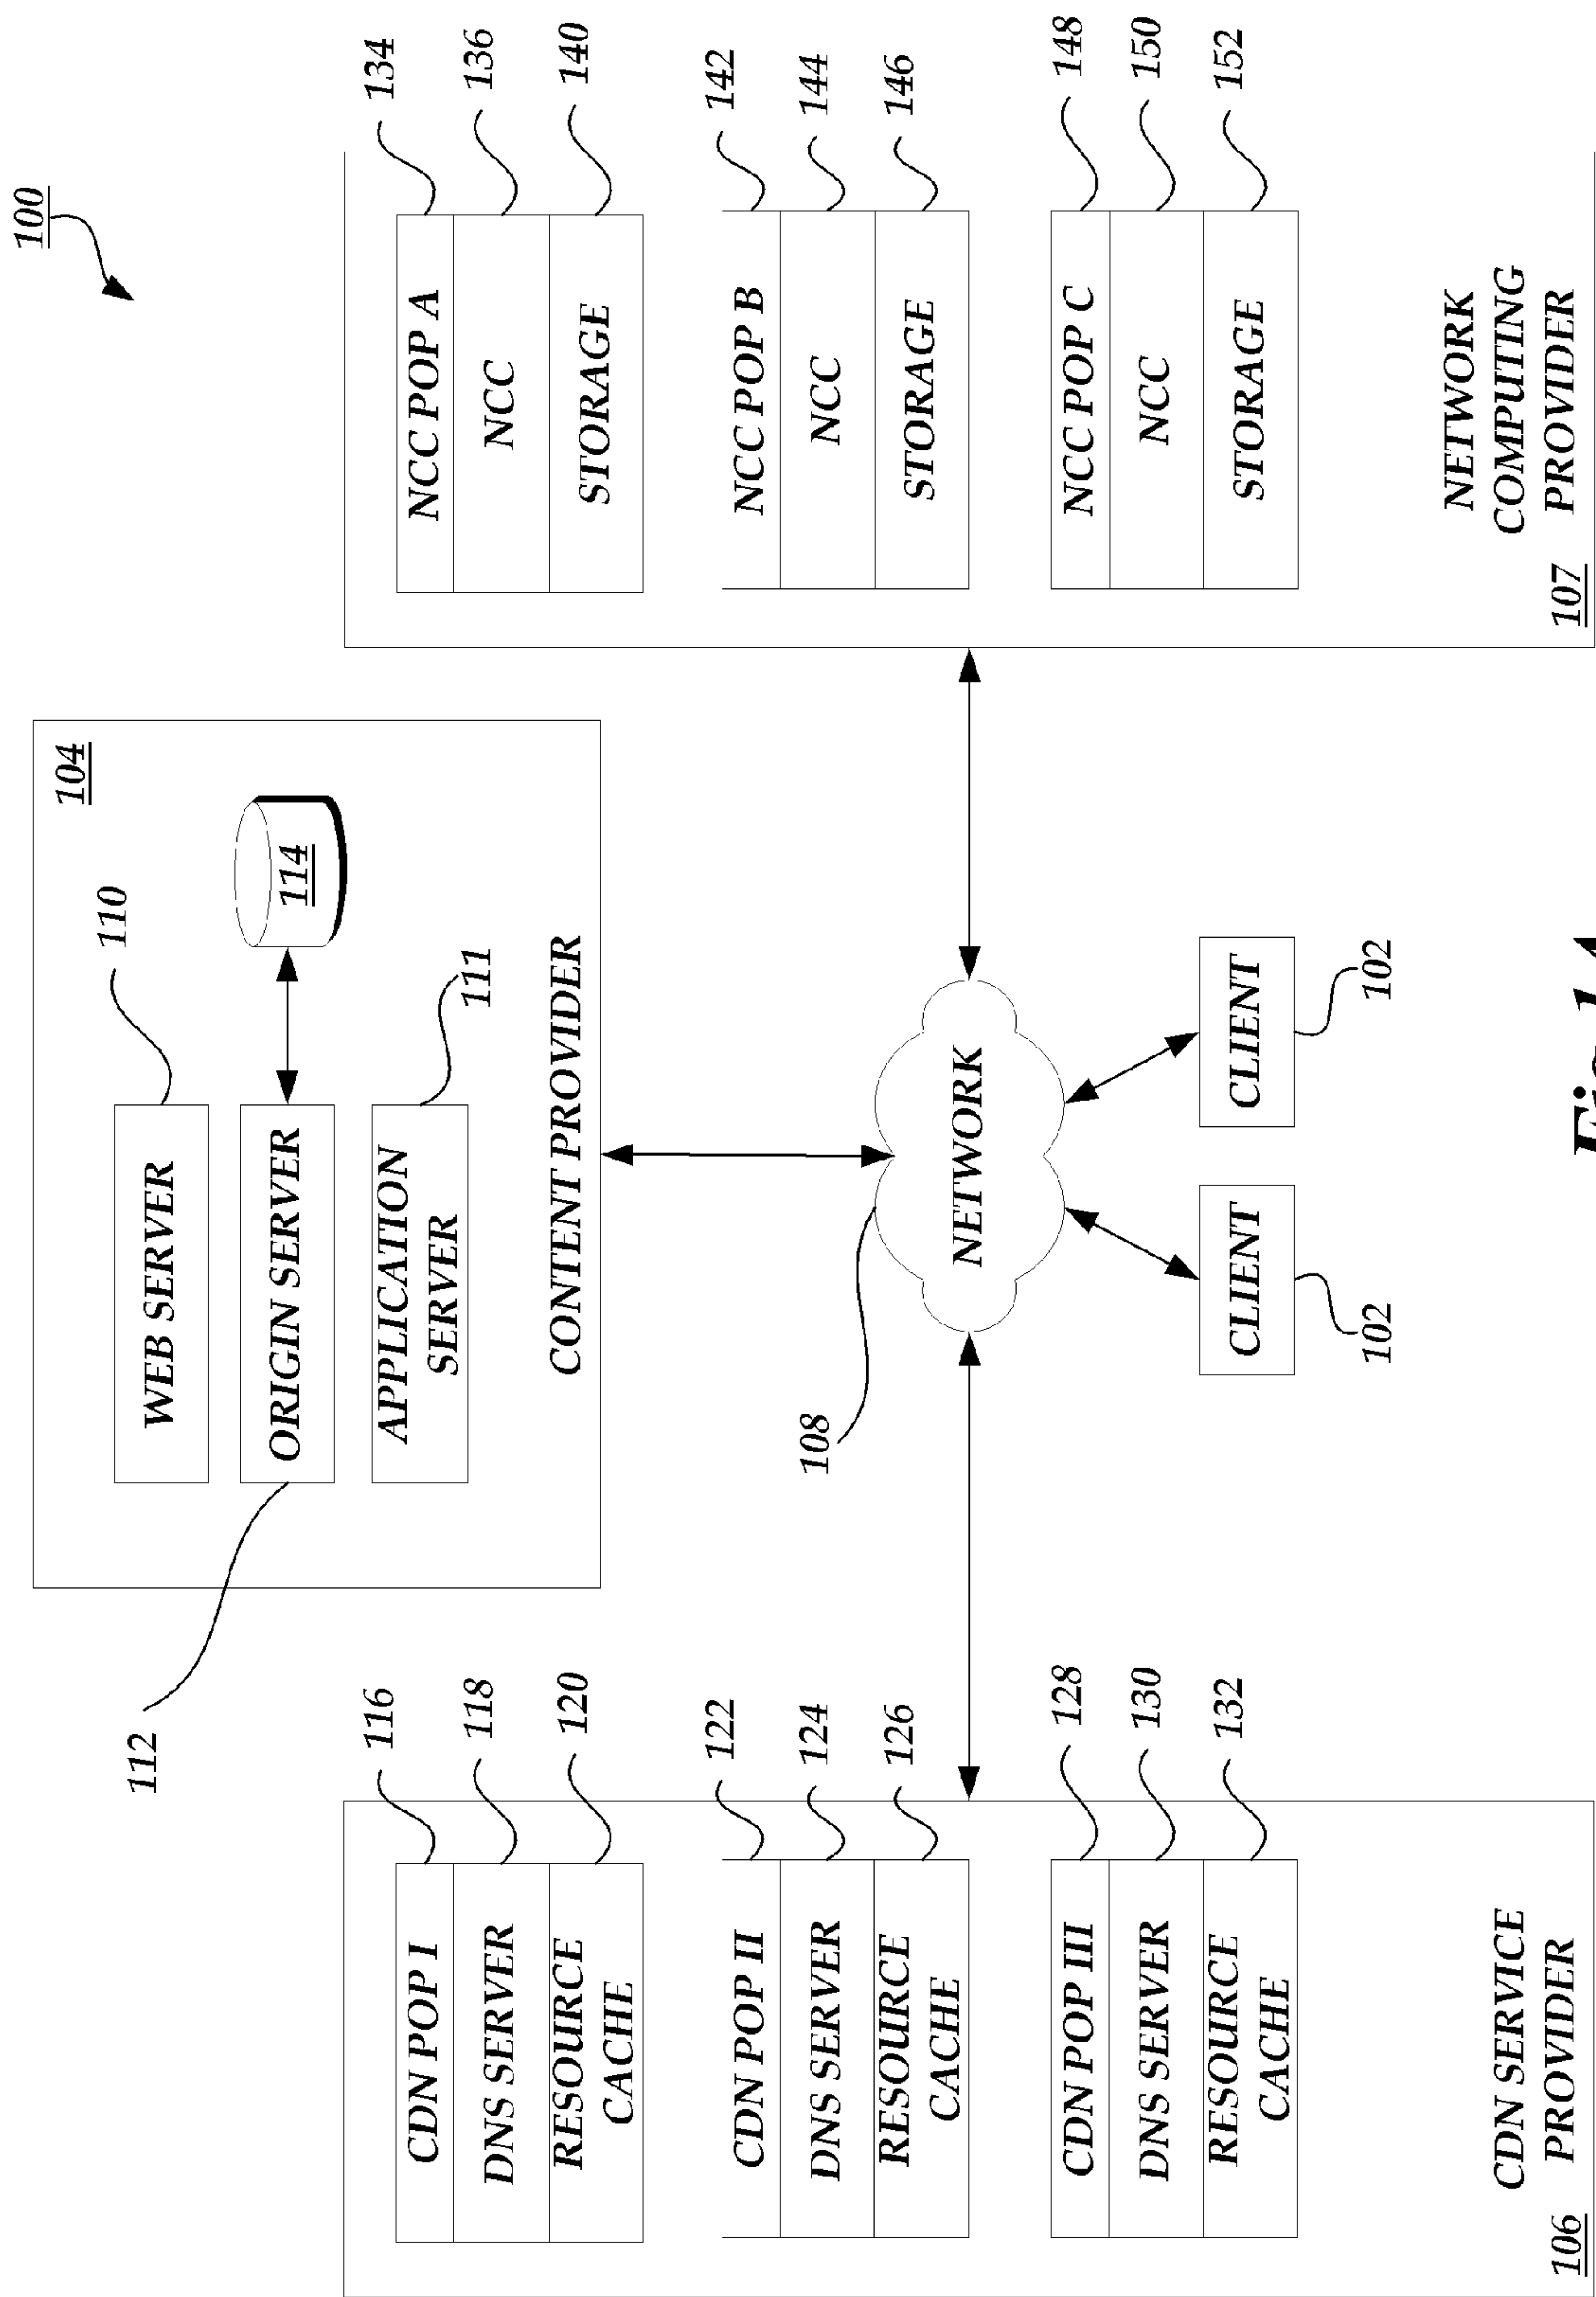 100
104
110
WEB SERVER
ORIGIN SERVER
114
APPLICATION
SERVER
111
CONTENT PROVIDER
112
116
CDN POP I
118
DNS SERVER
120
RESOURCE
CACHE
122
CDN POP II
124
DNS SERVER
126
RESOURCE
CACHE
128
CDN POP III
130
DNS SERVER
132
RESOURCE
CACHE
CDN SERVICE
PROVIDER
106
108
NETWORK
CLIENT
102
CLIENT
102
134
NCC POP A
136
NCC
140
STORAGE
142
NCC POP B
144
NCC
146
STORAGE
148
NCC POP C
150
NCC
152
STORAGE
NETWORK
COMPUTING
PROVIDER
107